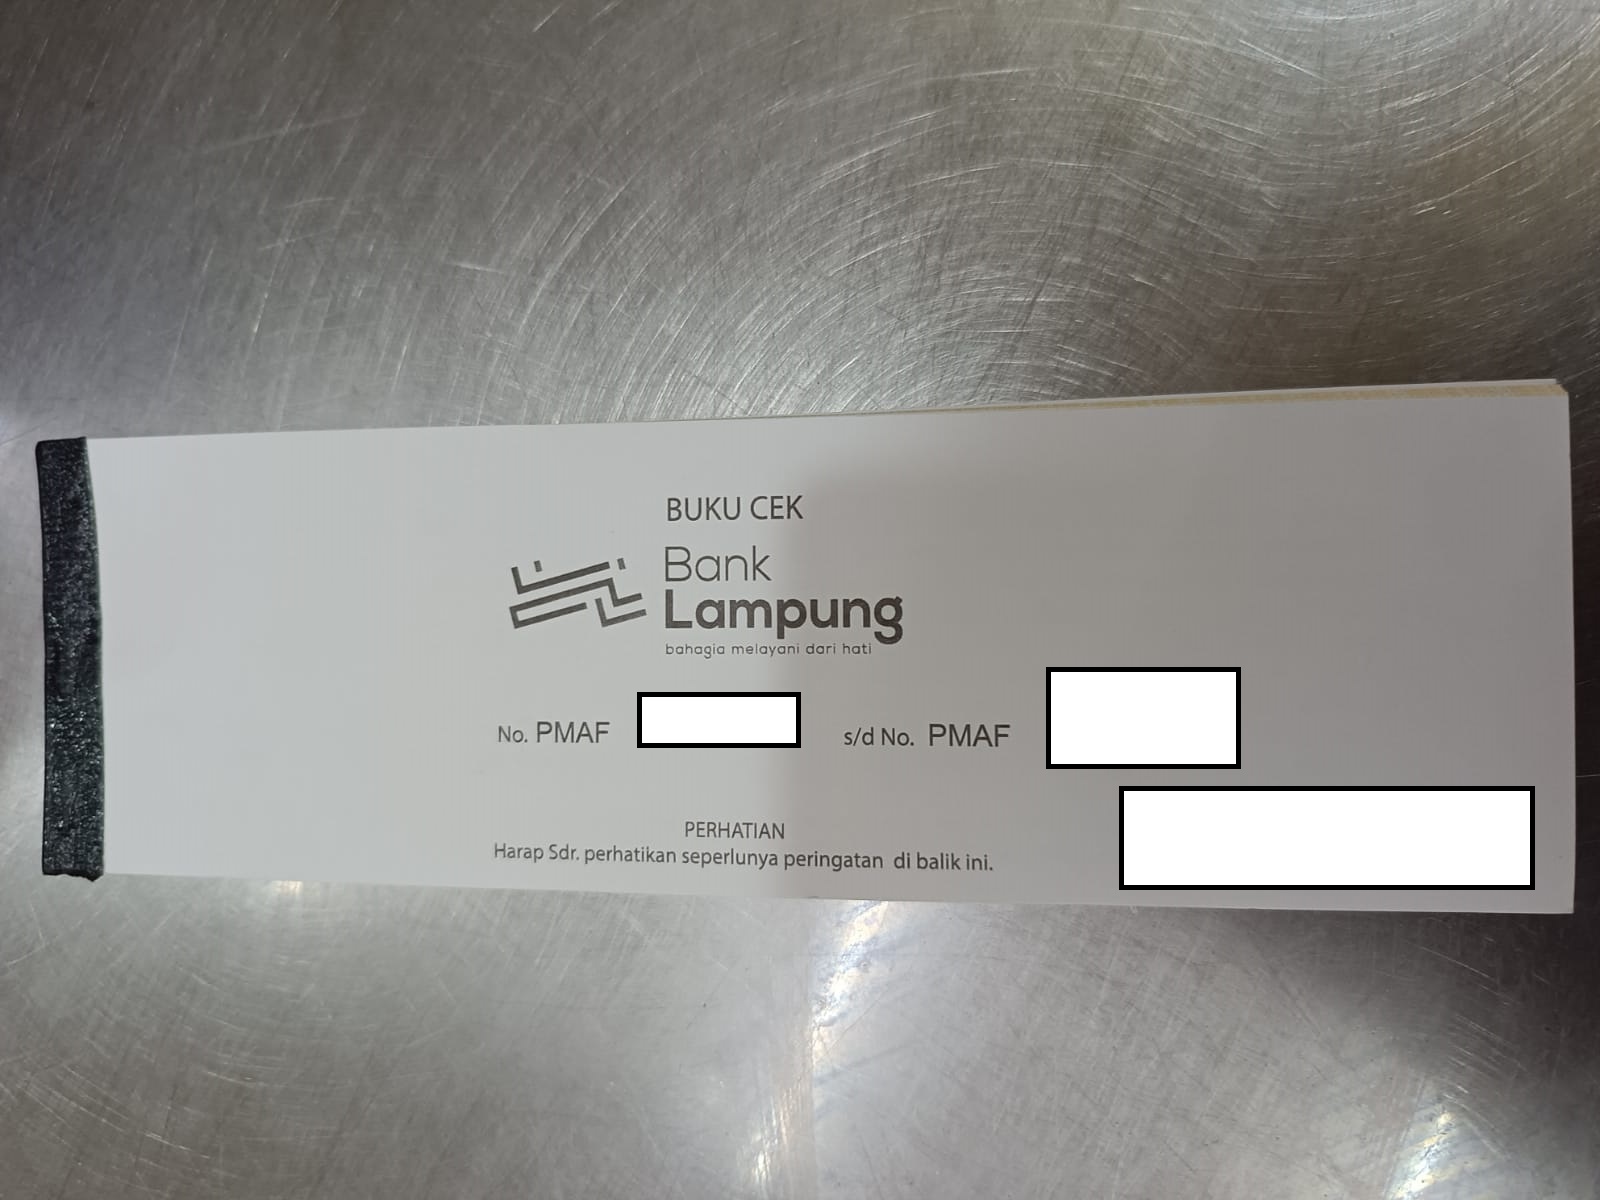 BUKU CEK
Bank
Lampung
bahagia melayani dari hati
No. PMAF s/d No. PMAF
PERHATIAN
Harap Sdr. perhatikan seperlunya peringatan di balik ini.